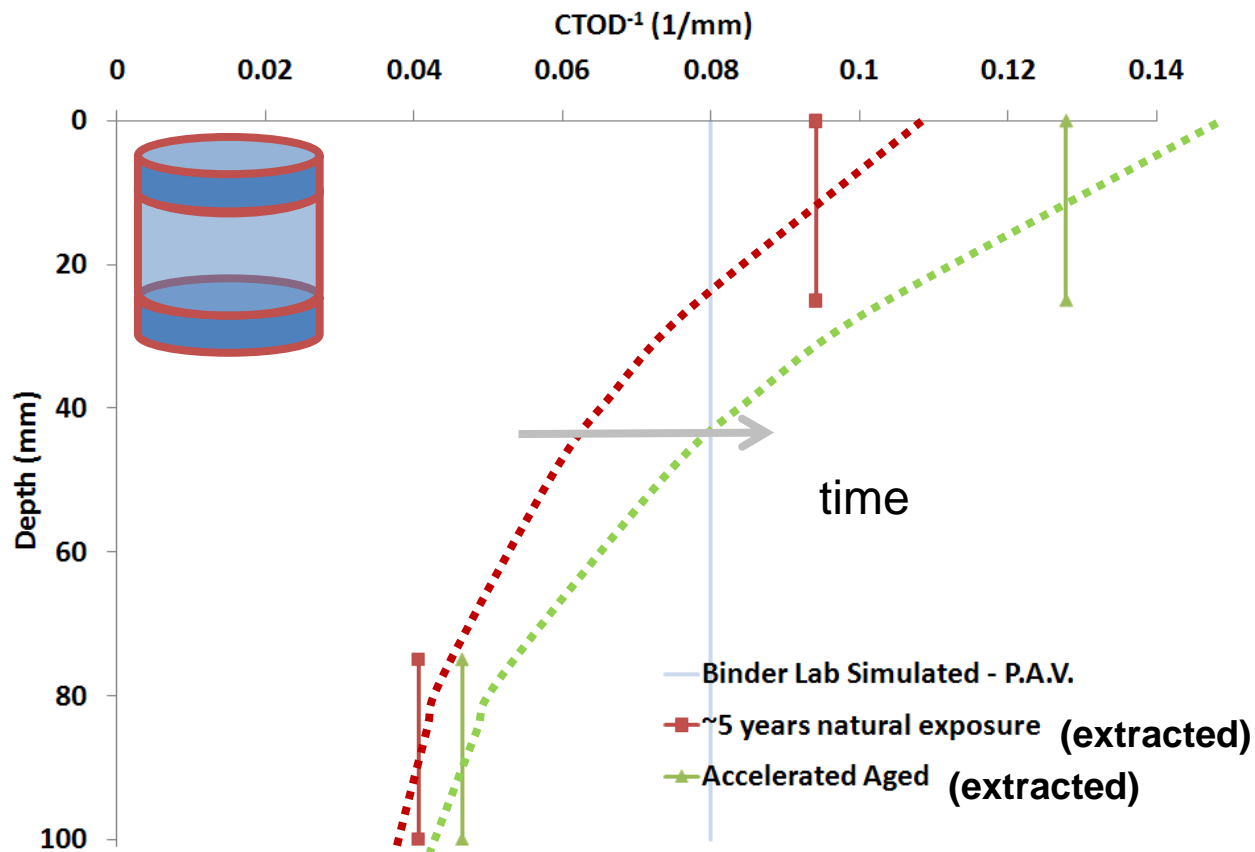 CTOD⁻¹ (1/mm)
0 0.02 0.04 0.06 0.08 0.1 0.12 0.14
0
20
40
60
80
100
Depth (mm)
time
Binder Lab Simulated - P.A.V.
~5 years natural exposure (extracted)
Accelerated Aged (extracted)